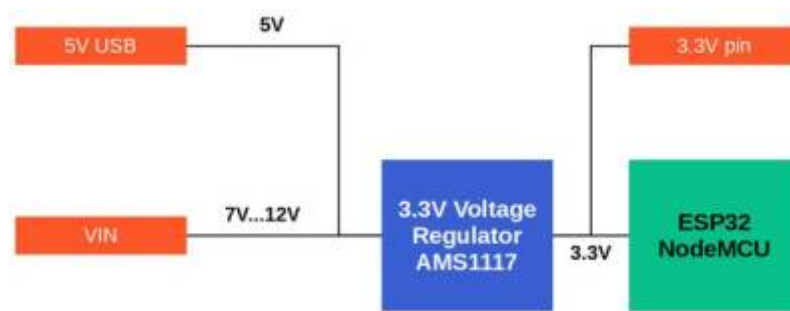 5V USB
5V
3.3V pin
VIN
7V...12V
3.3V Voltage
Regulator
AMS1117
3.3V
ESP32
NodeMCU